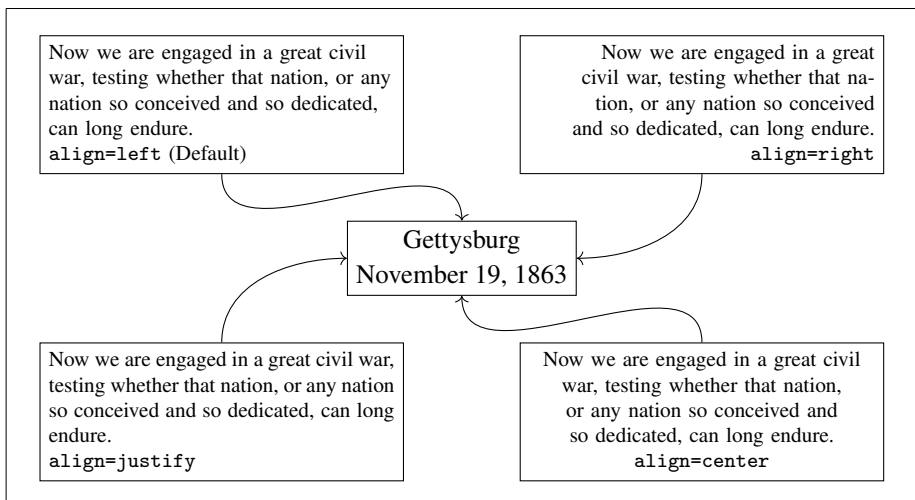 Now we are engaged in a great civil
war, testing whether that nation, or any
nation so conceived and so dedicated,
can long endure.
align=left (Default)
Now we are engaged in a great
civil war, testing whether that na-
tion, or any nation so conceived
and so dedicated, can long endure.
align=right
Gettysburg
November 19, 1863
Now we are engaged in a great civil war,
testing whether that nation, or any nation
so conceived and so dedicated, can long
endure.
align=justify
Now we are engaged in a great civil
war, testing whether that nation,
or any nation so conceived and
so dedicated, can long endure.
align=center